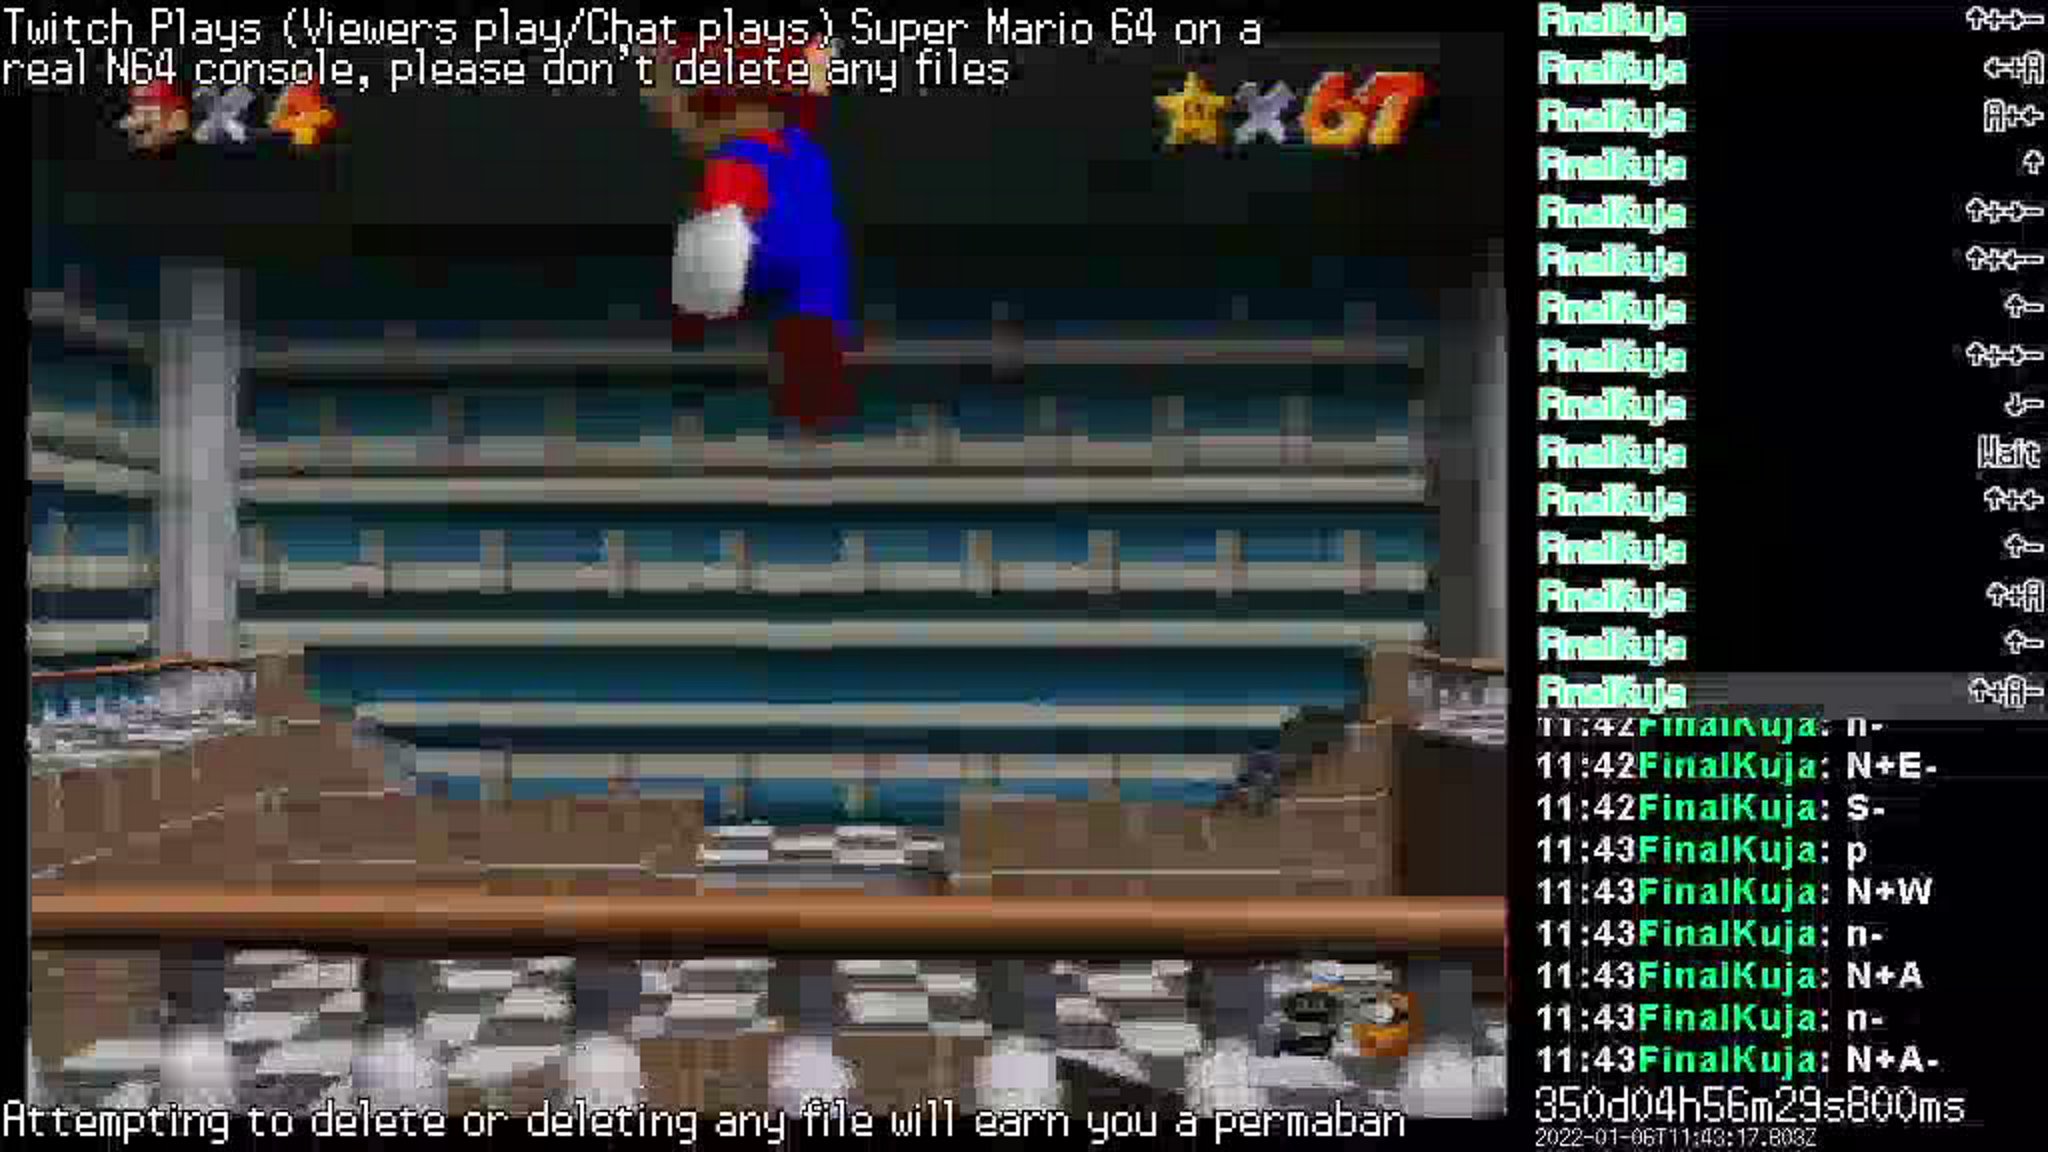 Twitch Plays (Viewers play/Chat plays) Super Mario 64 on a
real N64 console, please don't delete any files
× 4
× 67
FinalKuja ↑+→-
FinalKuja ←+A
FinalKuja A+←
FinalKuja ↑
FinalKuja ↑+→-
FinalKuja ↑+←-
FinalKuja ↑-
FinalKuja ↑+→-
FinalKuja ↓-
FinalKuja Wait
FinalKuja ↑+←
FinalKuja ↑-
FinalKuja ↑+A
FinalKuja ↑-
FinalKuja ↑+A-
11:42FinalKuja: n-
11:42FinalKuja: N+E-
11:42FinalKuja: S-
11:43FinalKuja: p
11:43FinalKuja: N+W
11:43FinalKuja: n-
11:43FinalKuja: N+A
11:43FinalKuja: n-
11:43FinalKuja: N+A-
350d04h56m29s800ms
2022-01-06T11:43:17.803Z
Attempting to delete or deleting any file will earn you a permaban